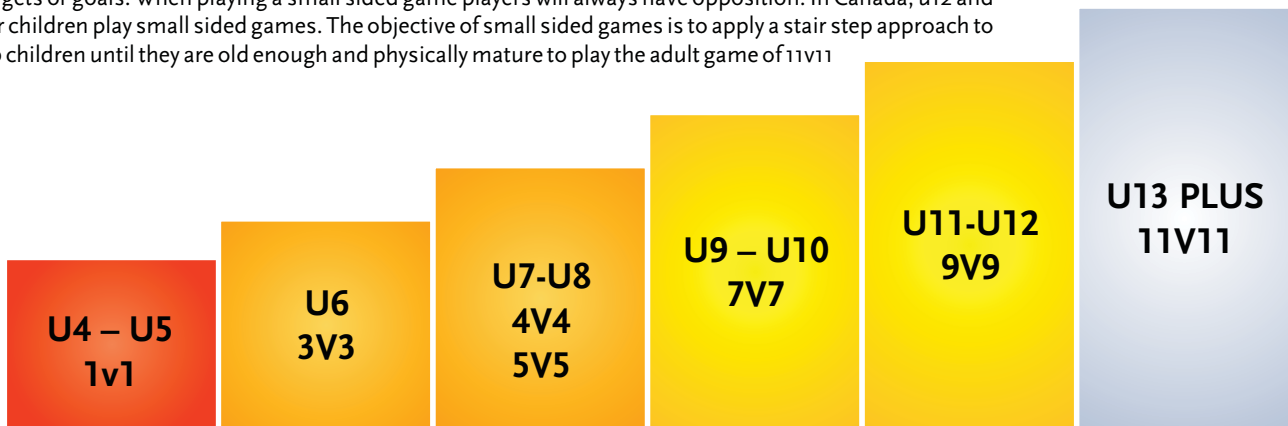 gets or goals. When playing a small sided game players will always have opposition. In Canada, u12 and
r children play small sided games. The objective of small sided games is to apply a stair step approach to
children until they are old enough and physically mature to play the adult game of 11v11
U4 – U5
1v1
U6
3V3
U7-U8
4V4
5V5
U9 – U10
7V7
U11-U12
9V9
U13 PLUS
11V11